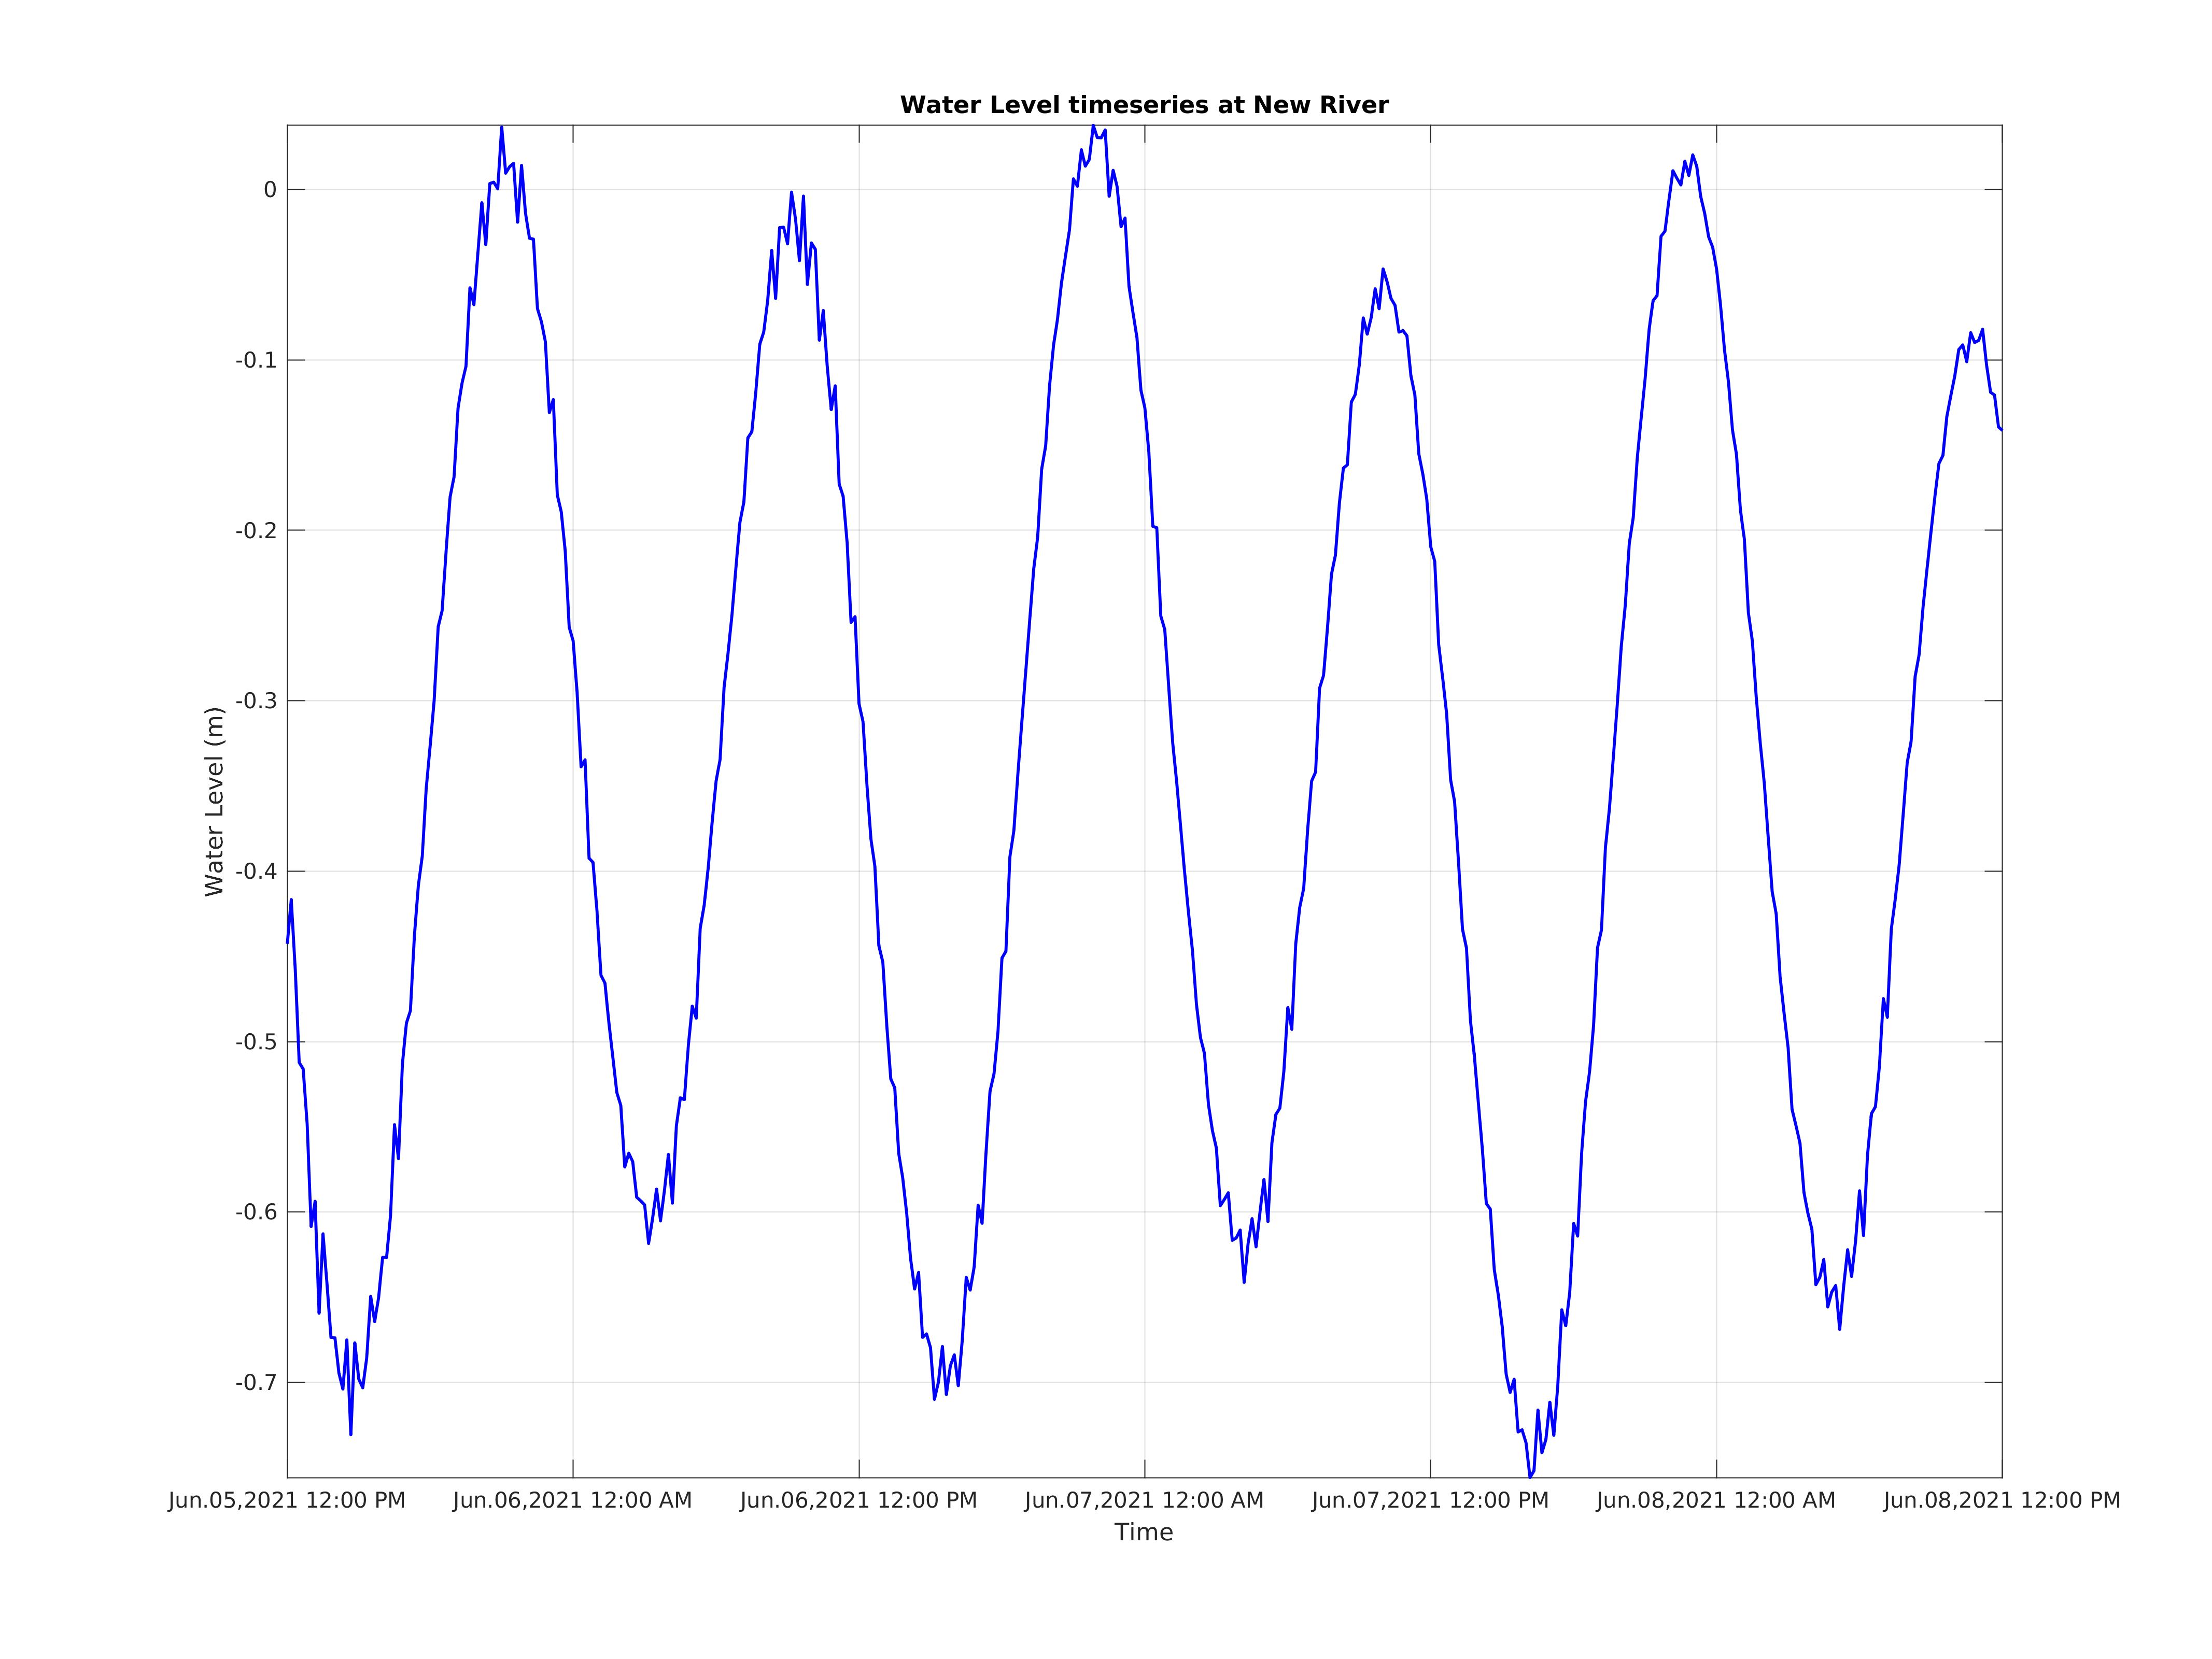 Water Level timeseries at New River
0
-0.1
-0.2
-0.3
-0.4
-0.5
-0.6
-0.7
Water Level (m)
Jun.05,2021 12:00 PM Jun.06,2021 12:00 AM Jun.06,2021 12:00 PM Jun.07,2021 12:00 AM Jun.07,2021 12:00 PM Jun.08,2021 12:00 AM Jun.08,2021 12:00 PM
Time